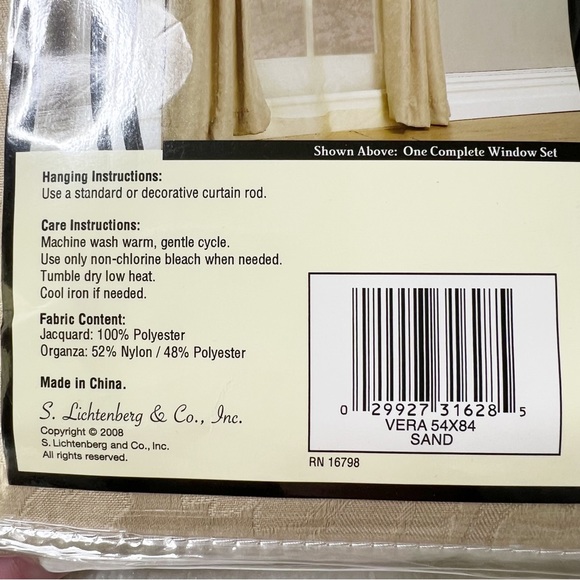 Shown Above: One Complete Window Set
Hanging Instructions:
Use a standard or decorative curtain rod.
Care Instructions:
Machine wash warm, gentle cycle.
Use only non-chlorine bleach when needed.
Tumble dry low heat.
Cool iron if needed.
Fabric Content:
Jacquard: 100% Polyester
Organza: 52% Nylon / 48% Polyester
Made in China.
S. Lichtenberg & Co., Inc.
Copyright © 2008
S. Lichtenberg and Co., Inc.
All rights reserved.
0 29927 31628 5
VERA 54X84
SAND
RN 16798